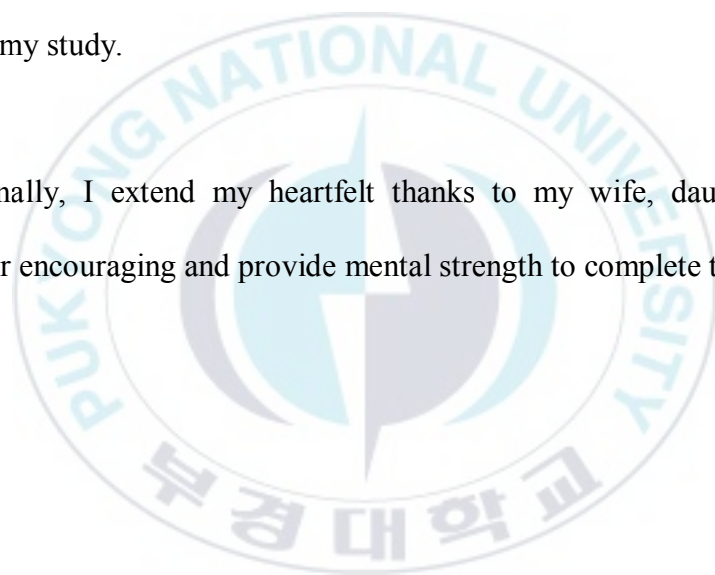 my study.
PUKYONG NATIONAL UNIVERSITY
nally, I extend my heartfelt thanks to my wife, dau
r encouraging and provide mental strength to complete t
부경대학교